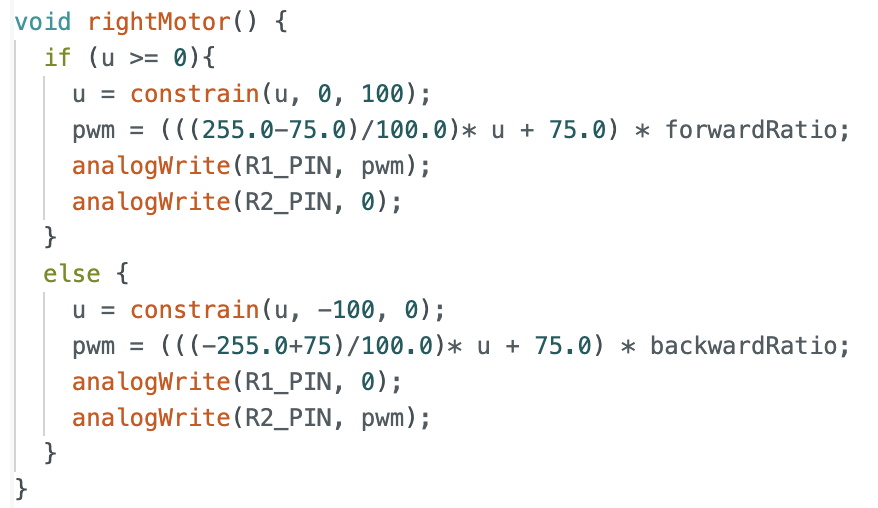 void rightMotor() {
  if (u >= 0){
    u = constrain(u, 0, 100);
    pwm = (((255.0-75.0)/100.0)* u + 75.0) * forwardRatio;
    analogWrite(R1_PIN, pwm);
    analogWrite(R2_PIN, 0);
  }
  else {
    u = constrain(u, -100, 0);
    pwm = (((-255.0+75)/100.0)* u + 75.0) * backwardRatio;
    analogWrite(R1_PIN, 0);
    analogWrite(R2_PIN, pwm);
  }
}